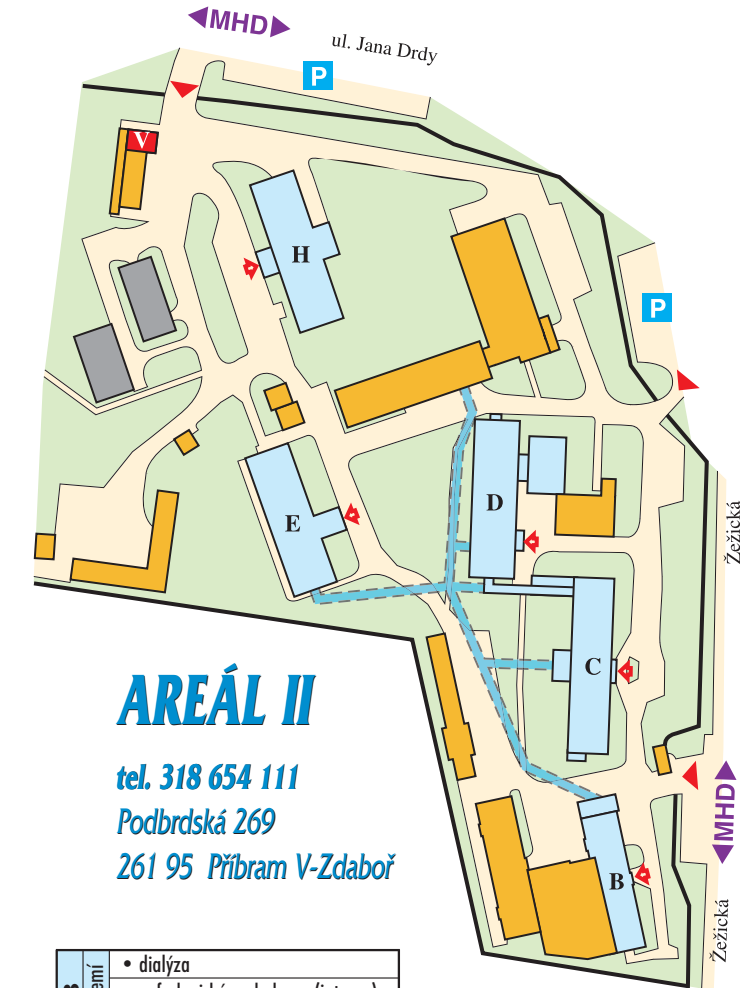 MHD
ul. Jana Drdy
P
V
H
P
E
D
Žežická
C
AREÁL II
tel. 318 654 111
Podbrdská 269
261 95 Příbram V-Zdaboř
MHD
B
Žežická
• dialýza